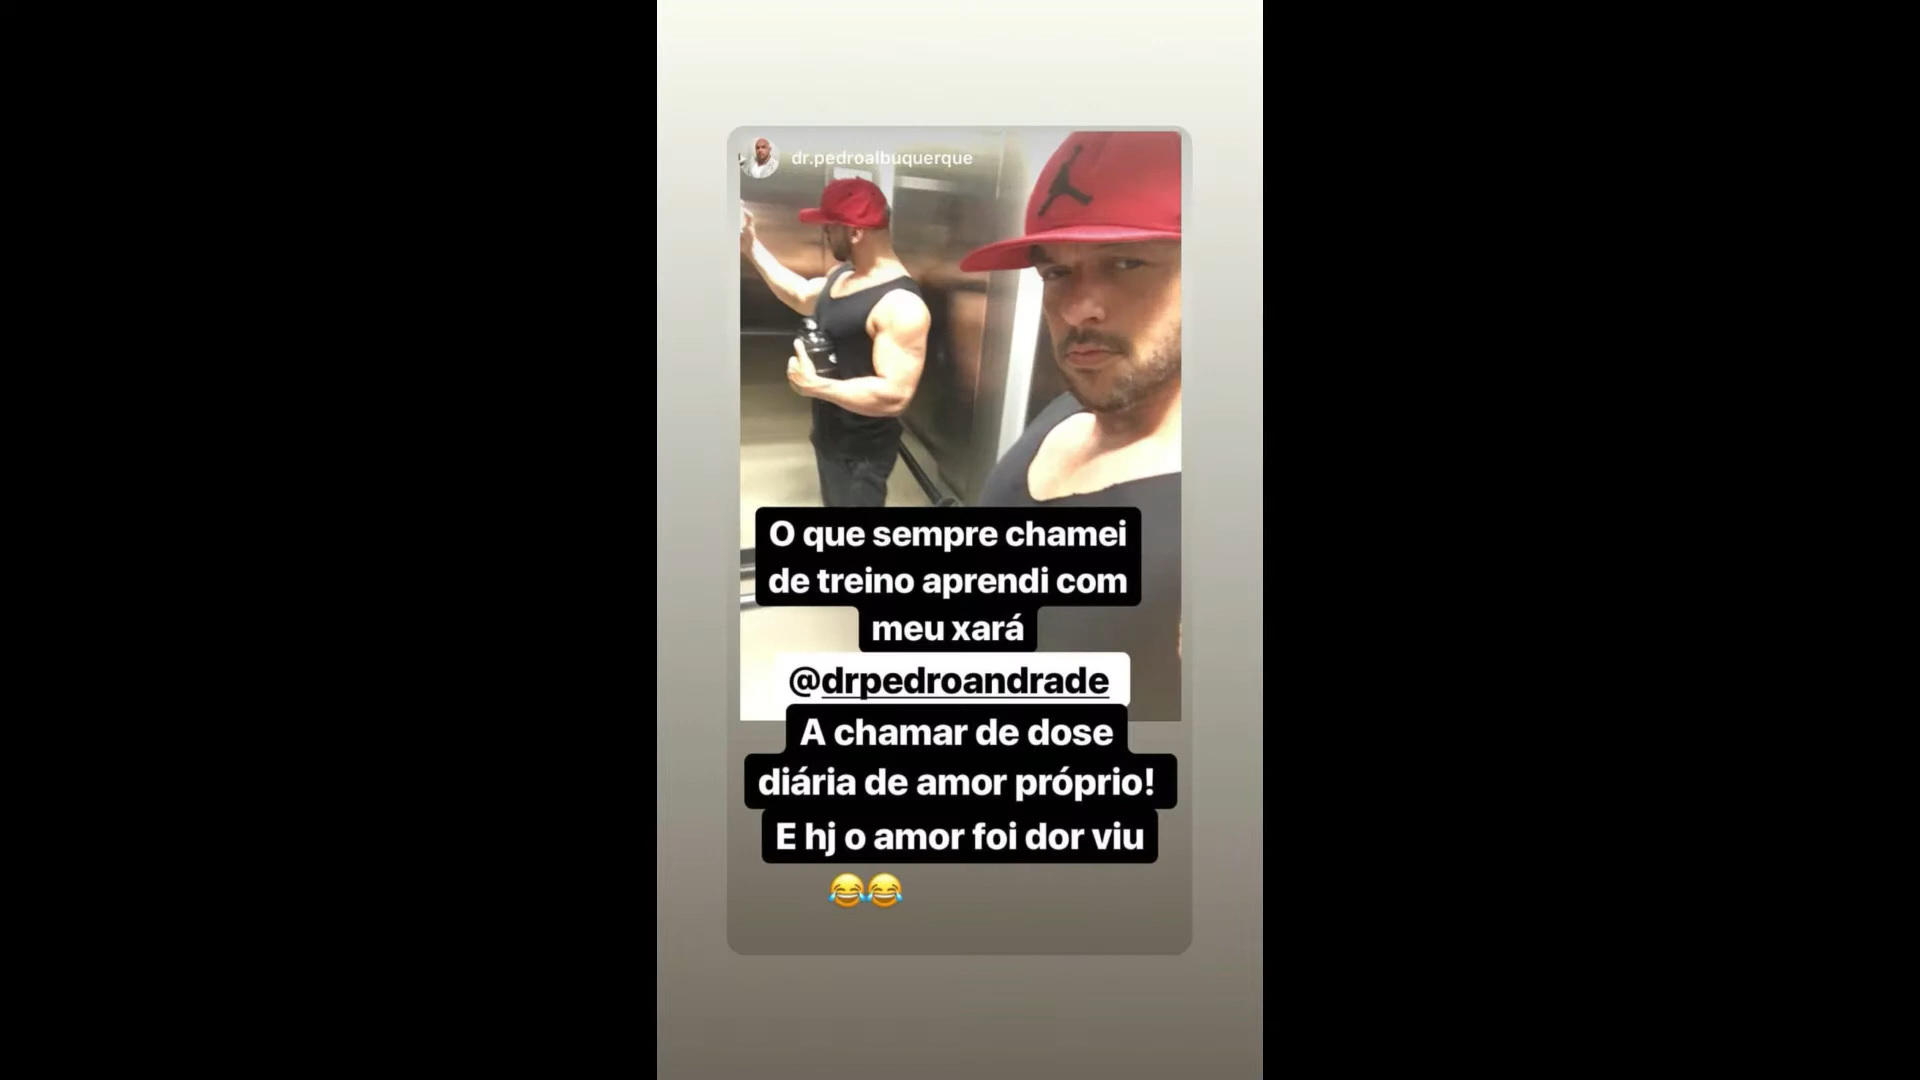 dr.pedroalbuquerque
O que sempre chamei
de treino aprendi com
meu xará
@drpedroandrade
A chamar de dose
diária de amor próprio!
E hj o amor foi dor viu
😂😂